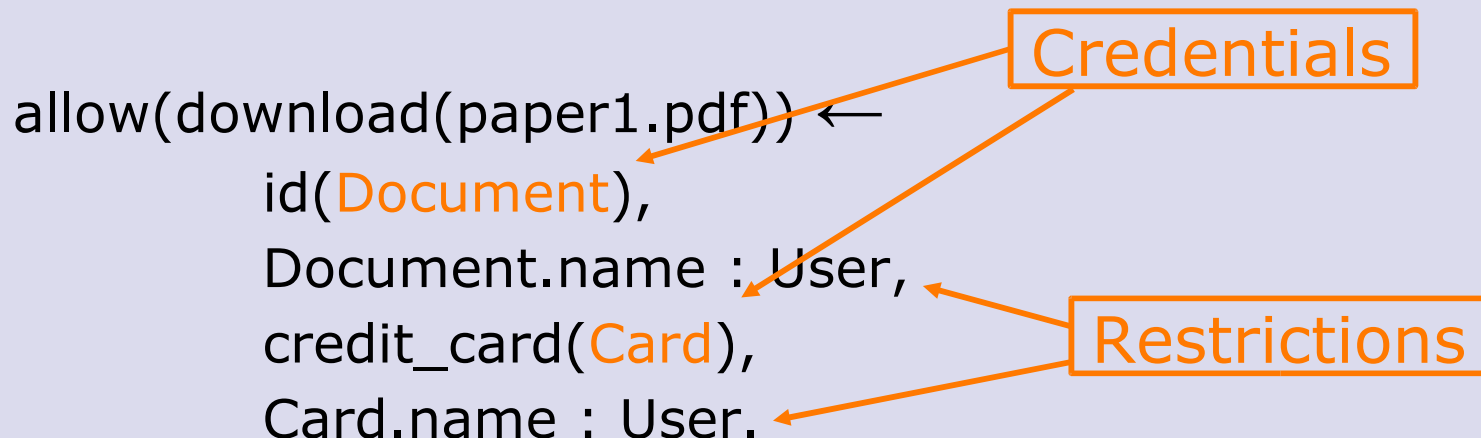 Credentials
allow(download(paper1.pdf)) ←
id(Document),
Document.name : User,
credit_card(Card),
Restrictions
Card.name : User.